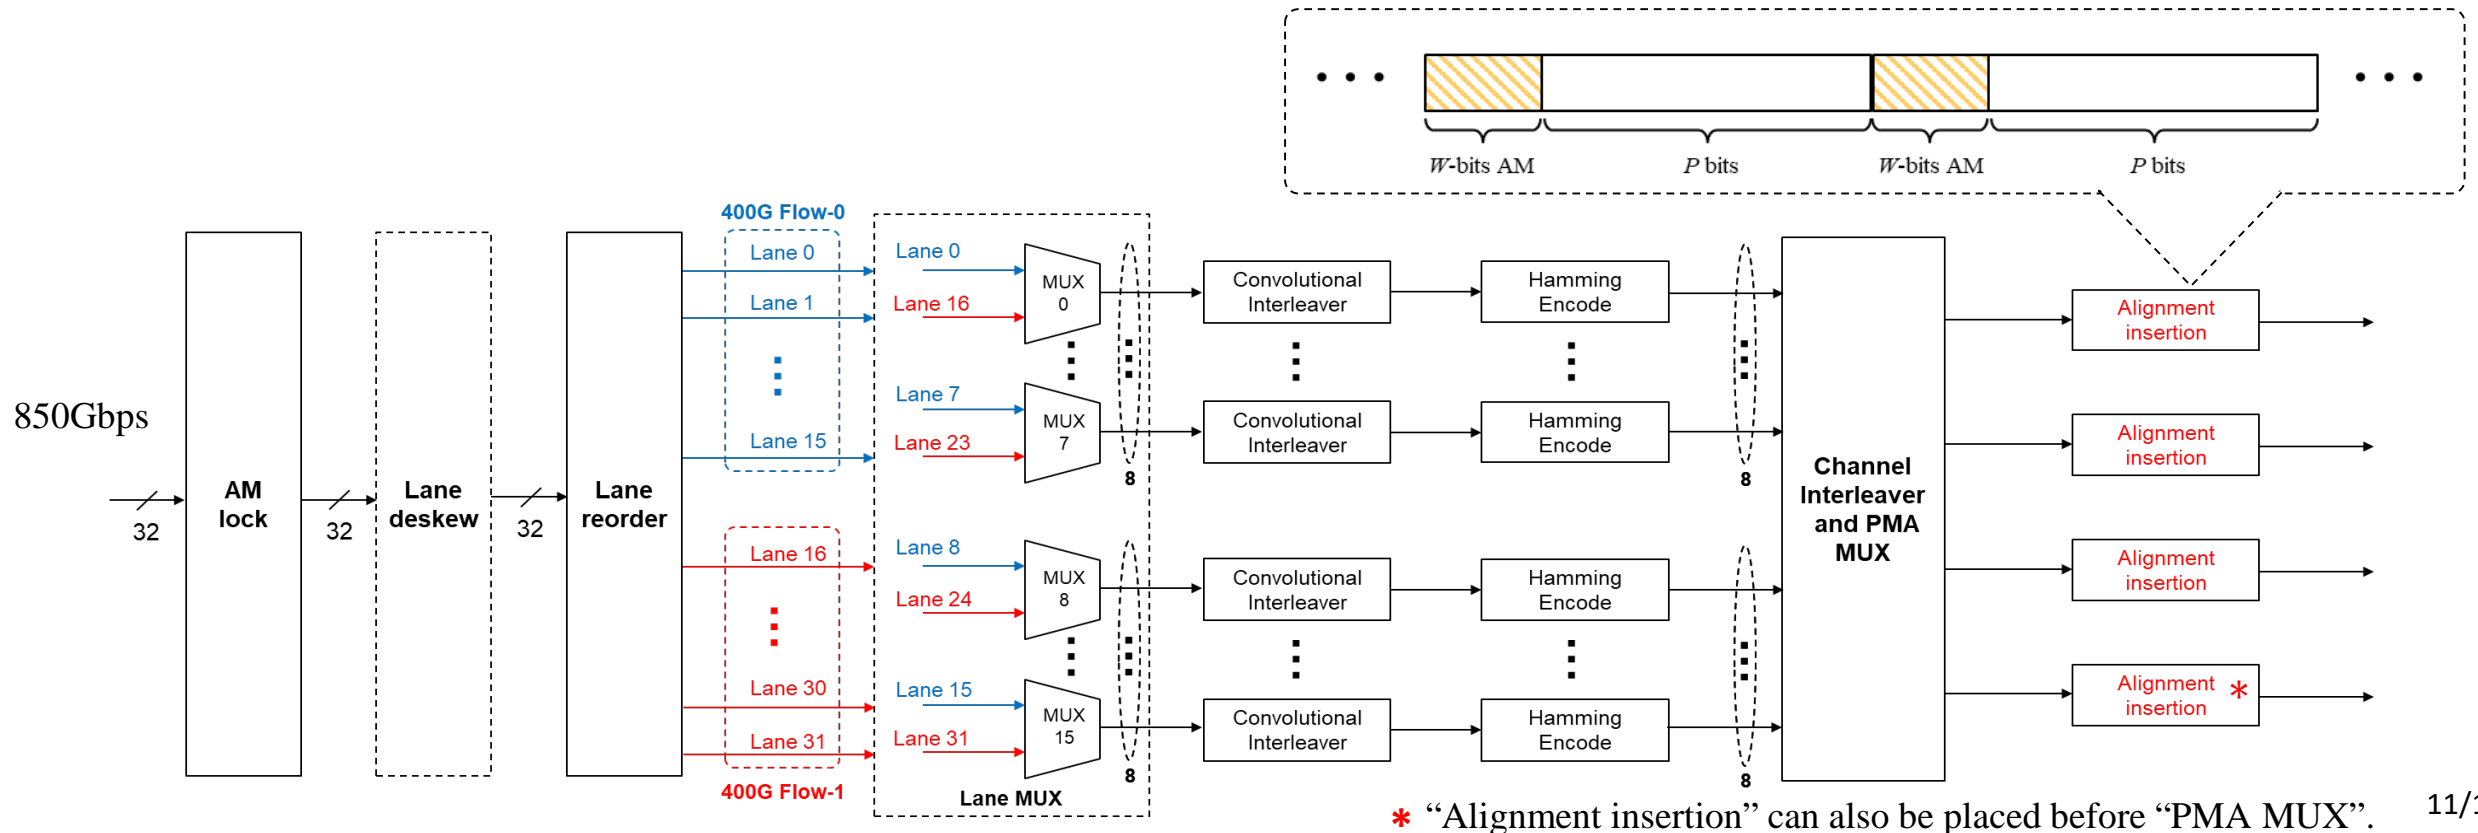 W-bits AM
P bits
W-bits AM
P bits
850Gbps
32
AM
lock
32
Lane
deskew
32
Lane
reorder
400G Flow-0
Lane 0
Lane 1
Lane 15
Lane 16
Lane 30
Lane 31
400G Flow-1
Lane 0
Lane 16
MUX
0
Lane 7
Lane 23
MUX
7
8
Lane 8
Lane 24
MUX
8
Lane 15
Lane 31
MUX
15
8
Lane MUX
Convolutional
Interleaver
Hamming
Encode
Convolutional
Interleaver
Hamming
Encode
8
Convolutional
Interleaver
Hamming
Encode
Convolutional
Interleaver
Hamming
Encode
8
Channel
Interleaver
and PMA
MUX
Alignment
insertion
Alignment
insertion
Alignment
insertion
Alignment *
insertion
* “Alignment insertion” can also be placed before “PMA MUX”.
11/